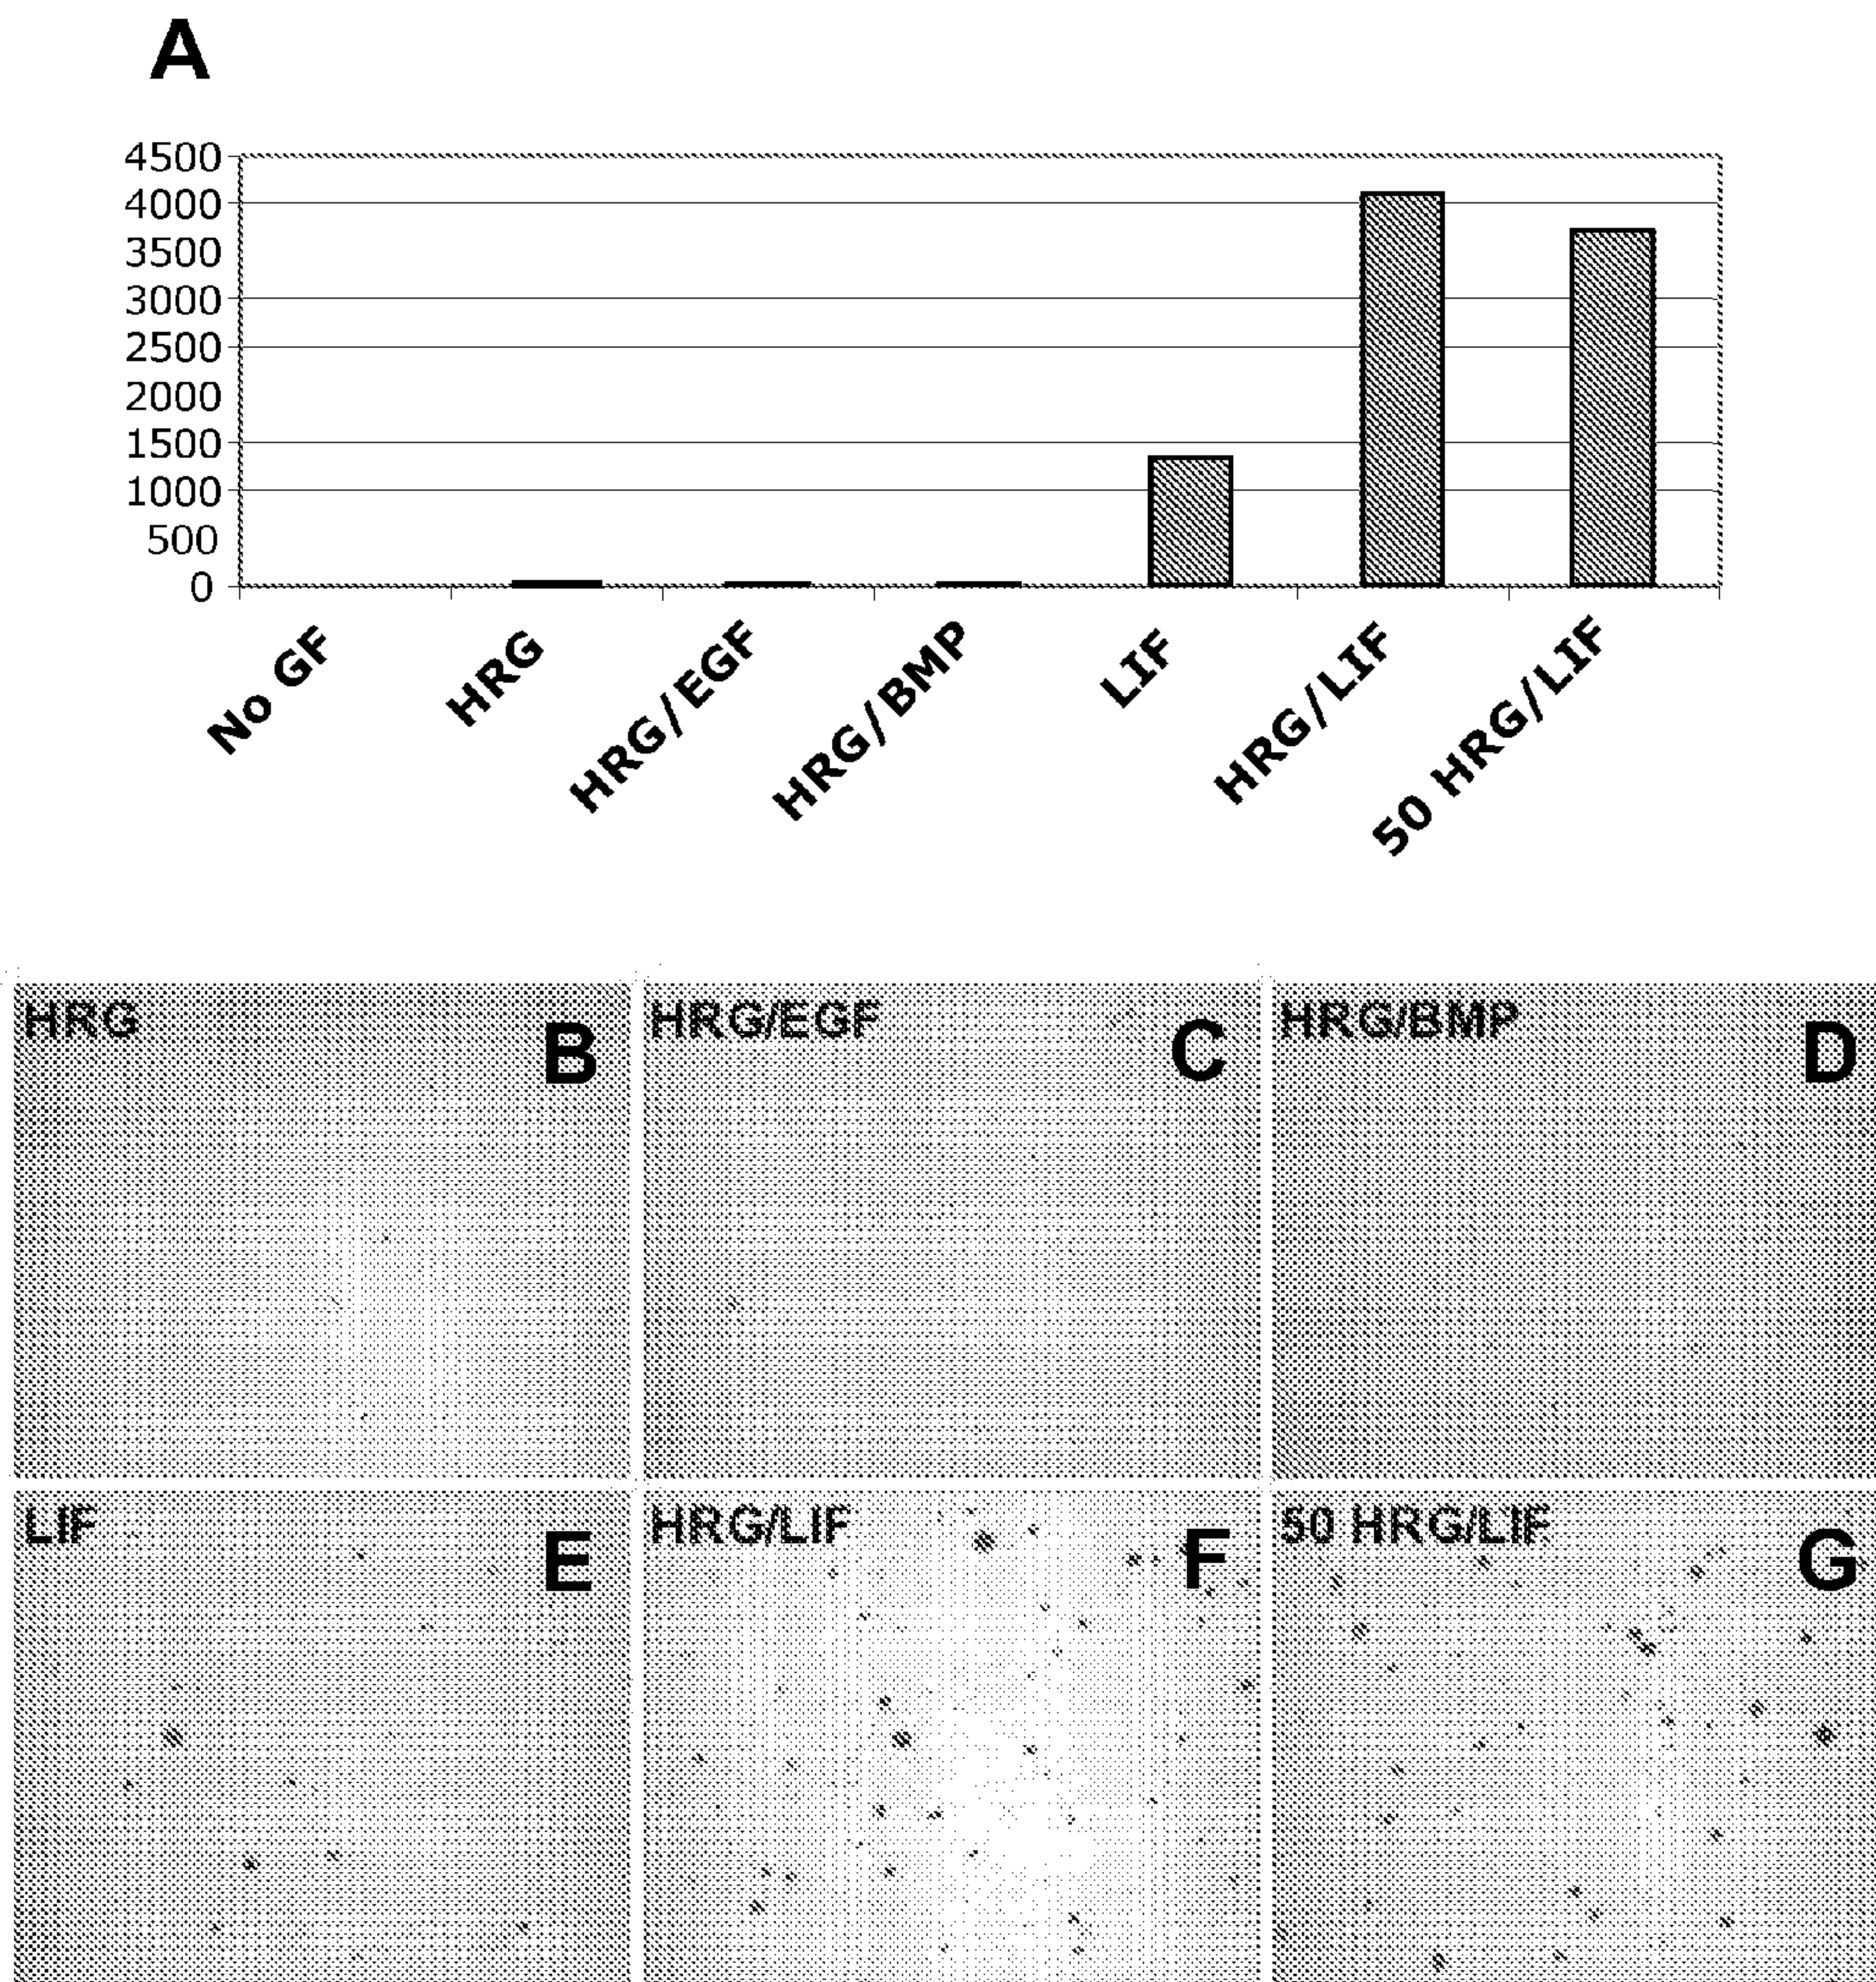 A
4500
4000
3500
3000
2500
2000
1500
1000
500
0
No GF
HRG
HRG/EGF
HRG/BMP
LIF
HRG/LIF
50 HRG/LIF
HRG B
HRG/EGF C
HRG/BMP D
LIF E
HRG/LIF F
50 HRG/LIF G